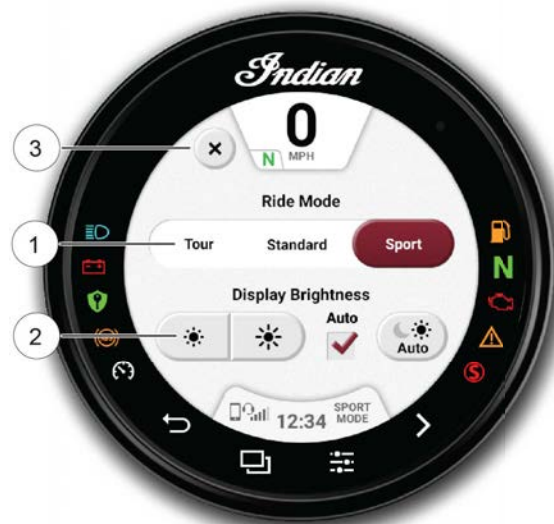 Indian
0
N MPH
3
Ride Mode
1
Tour Standard Sport
Display Brightness
Auto
2
Auto
N
ABS
S
12:34 SPORT
MODE